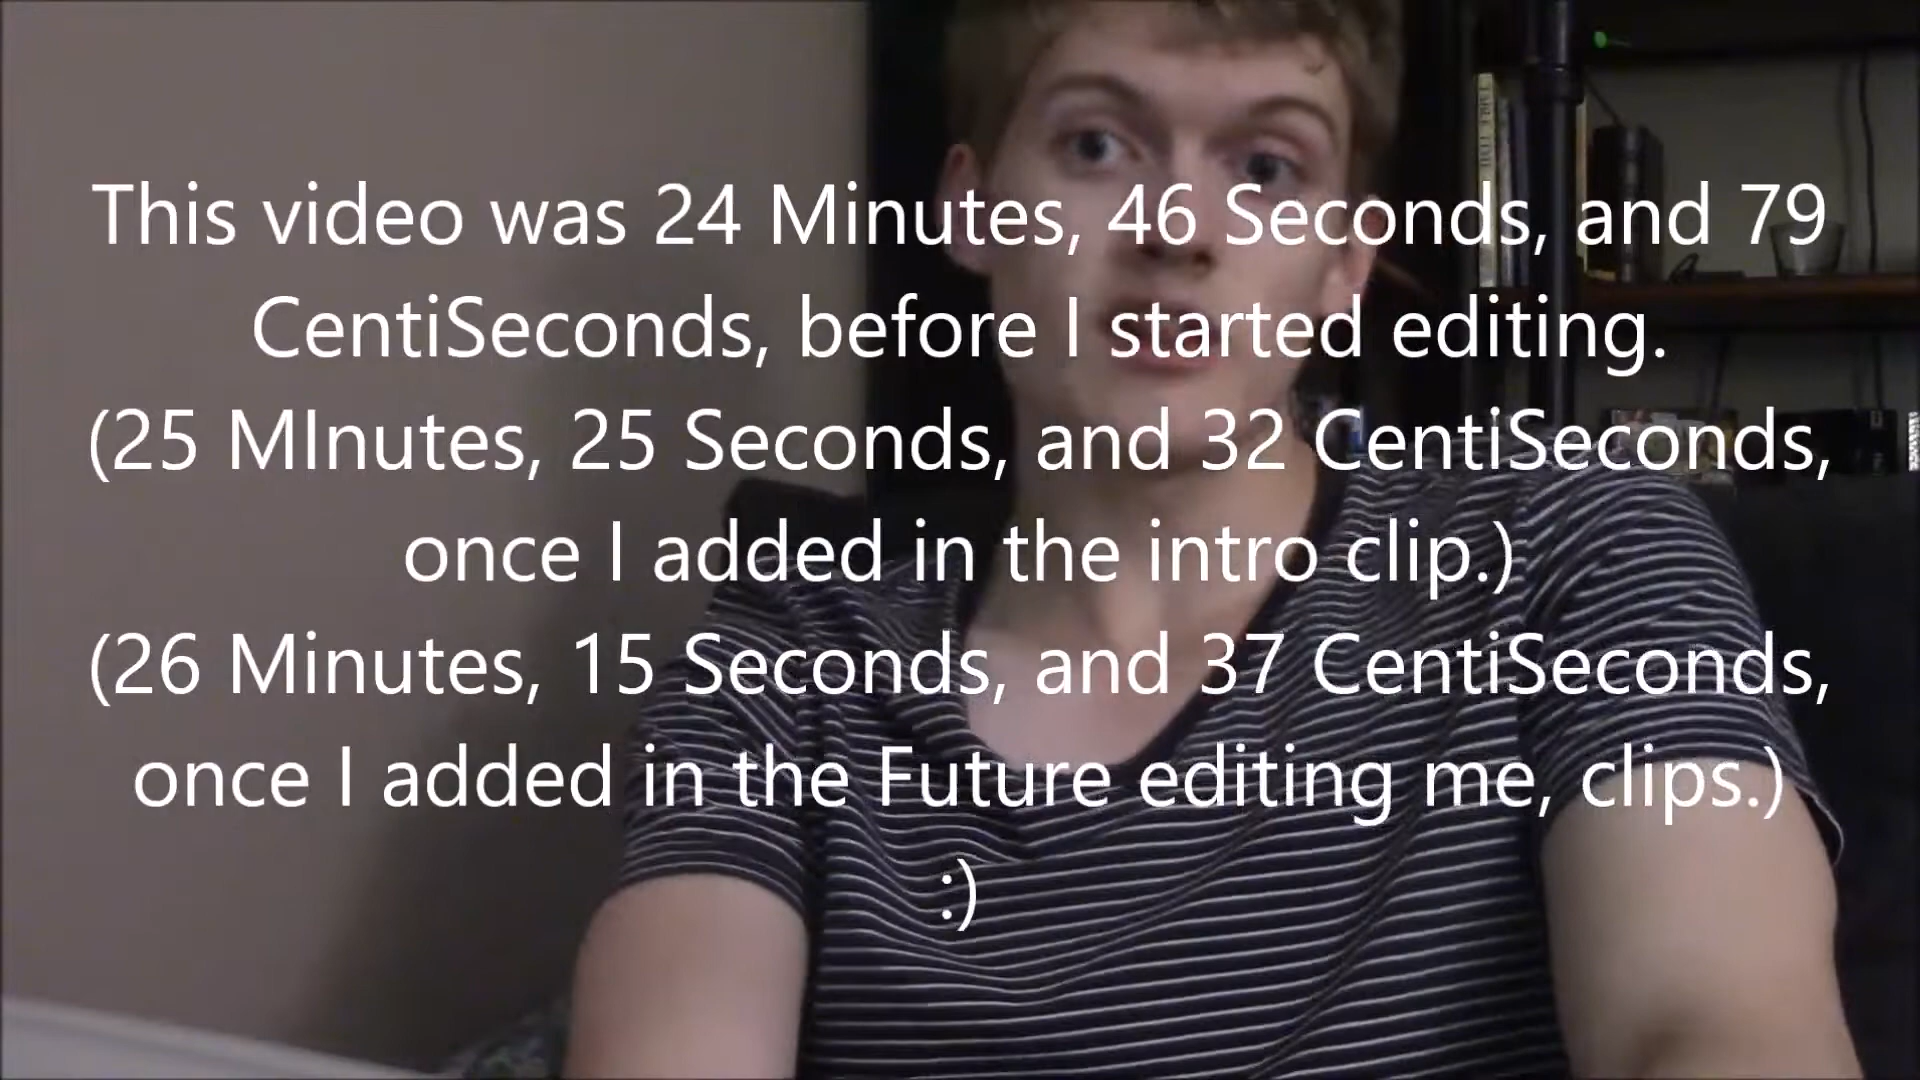 This video was 24 Minutes, 46 Seconds, and 79
CentiSeconds, before I started editing.
(25 MInutes, 25 Seconds, and 32 CentiSeconds,
once I added in the intro clip.)
(26 Minutes, 15 Seconds, and 37 CentiSeconds,
once I added in the Future editing me, clips.)
:)